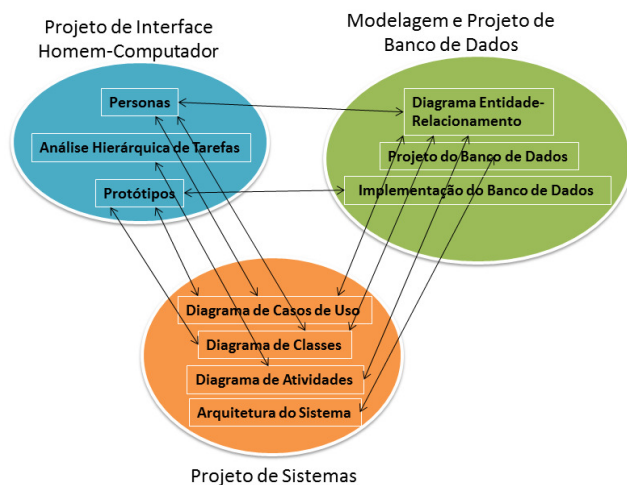 Projeto de Interface
Homem-Computador
Personas
Análise Hierárquica de Tarefas
Protótipos
Modelagem e Projeto de
Banco de Dados
Diagrama Entidade-
Relacionamento
Projeto do Banco de Dados
Implementação do Banco de Dados
Diagrama de Casos de Uso
Diagrama de Classes
Diagrama de Atividades
Arquitetura do Sistema
Projeto de Sistemas